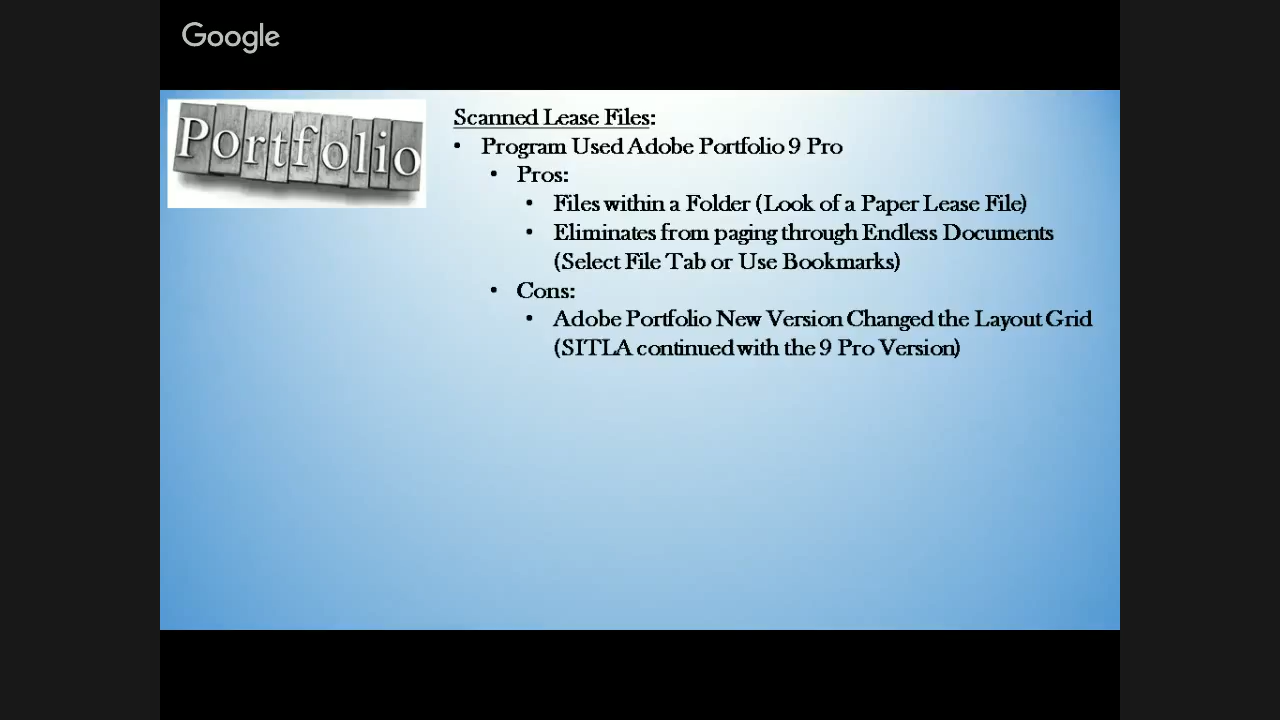 Google
Portfolio
Scanned Lease Files:
• Program Used Adobe Portfolio 9 Pro
• Pros:
• Files within a Folder (Look of a Paper Lease File)
• Eliminates from paging through Endless Documents
(Select File Tab or Use Bookmarks)
• Cons:
• Adobe Portfolio New Version Changed the Layout Grid
(SITLA continued with the 9 Pro Version)